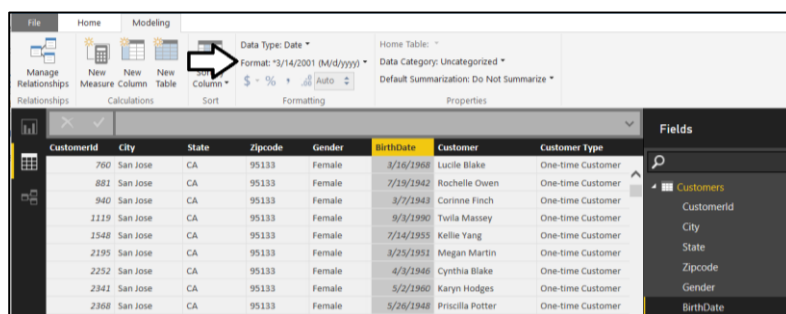 File Home Modeling
Data Type: Date
Home Table:
Format: *3/14/2001 (M/d/yyyy)
Data Category: Uncategorized
Manage Relationships
New Measure
New Column
New Table
Column
$ - % , .00 Auto
Default Summarization: Do Not Summarize
Relationships Calculations Sort Formatting Properties
Fields
CustomerId City State Zipcode Gender BirthDate Customer Customer Type
760 San Jose CA 95133 Female 3/16/1968 Lucile Blake One-time Customer
881 San Jose CA 95133 Female 7/19/1942 Rochelle Owen One-time Customer
940 San Jose CA 95133 Female 3/7/1943 Corinne Finch One-time Customer
1119 San Jose CA 95133 Female 9/3/1990 Twila Massey One-time Customer
1548 San Jose CA 95133 Female 7/14/1955 Kellie Yang One-time Customer
2195 San Jose CA 95133 Female 3/25/1951 Megan Martin One-time Customer
2252 San Jose CA 95133 Female 4/3/1946 Cynthia Blake One-time Customer
2341 San Jose CA 95133 Female 5/2/1960 Karyn Hodges One-time Customer
2368 San Jose CA 95133 Female 5/26/1948 Priscilla Potter One-time Customer
Customers
CustomerId
City
State
Zipcode
Gender
BirthDate